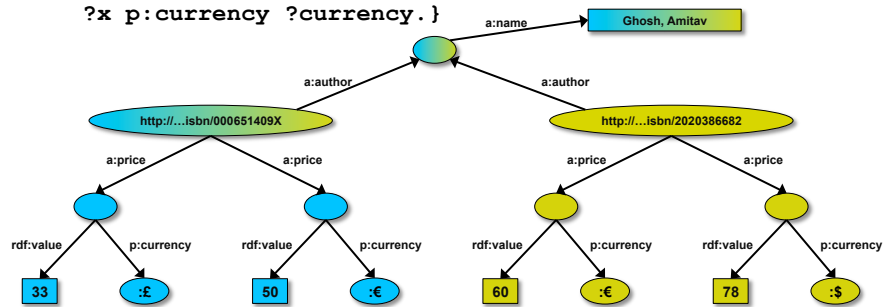 ?x p:currency ?currency.}
a:name
Ghosh, Amitav
a:author
a:author
http://…isbn/000651409X
http://…isbn/2020386682
a:price
a:price
a:price
a:price
rdf:value
p:currency
rdf:value
p:currency
rdf:value
p:currency
rdf:value
p:currency
33
:£
50
:€
60
:€
78
:$